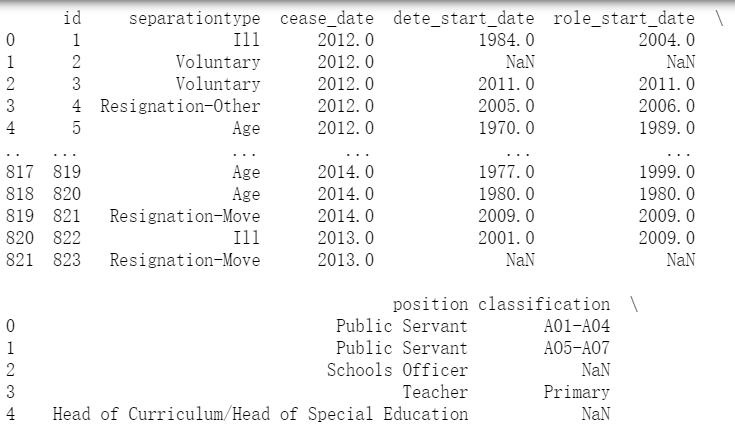 id separationtype cease_date dete_start_date role_start_date \
0 1 Ill 2012.0 1984.0 2004.0
1 2 Voluntary 2012.0 NaN NaN
2 3 Voluntary 2012.0 2011.0 2011.0
3 4 Resignation-Other 2012.0 2005.0 2006.0
4 5 Age 2012.0 1970.0 1989.0
.. ... ... ... ... ...
817 819 Age 2014.0 1977.0 1999.0
818 820 Age 2014.0 1980.0 1980.0
819 821 Resignation-Move 2014.0 2009.0 2009.0
820 822 Ill 2013.0 2001.0 2009.0
821 823 Resignation-Move 2013.0 NaN NaN
position classification \
0 Public Servant A01-A04
1 Public Servant A05-A07
2 Schools Officer NaN
3 Teacher Primary
4 Head of Curriculum/Head of Special Education NaN